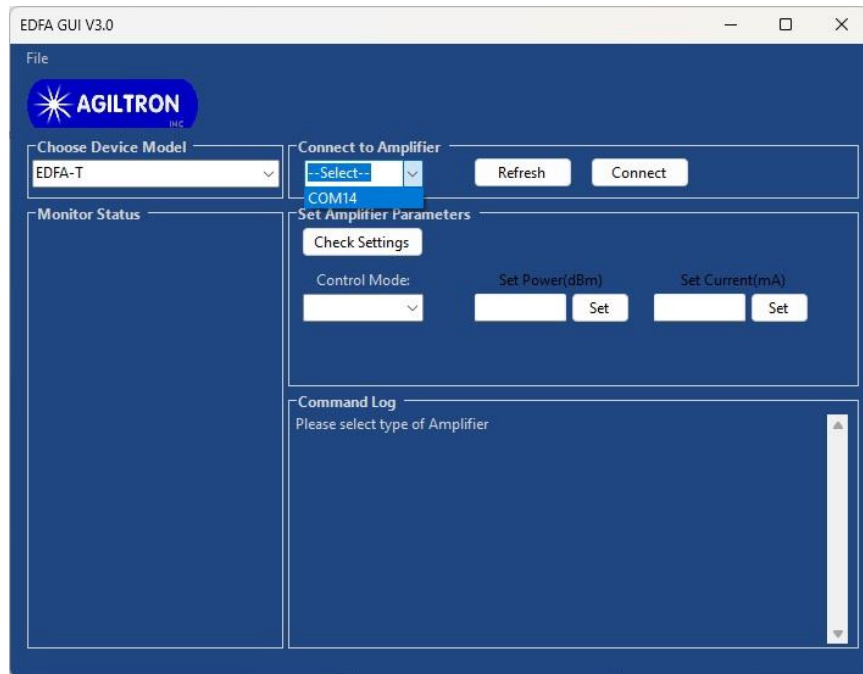 EDFA GUI V3.0
File
AGILTRON
INC
Choose Device Model
EDFA-T
Connect to Amplifier
--Select--
Refresh
Connect
COM14
Monitor Status
Set Amplifier Parameters
Check Settings
Control Mode:
Set Power(dBm)
Set Current(mA)
Set
Set
Command Log
Please select type of Amplifier